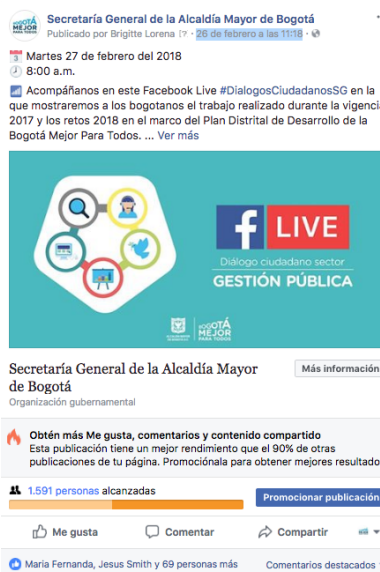 Secretaría General de la Alcaldía Mayor de Bogotá
Publicado por Brigitte Lorena [?] · 26 de febrero a las 11:18 ·
Martes 27 de febrero del 2018
8:00 a.m.
Acompáñanos en este Facebook Live #DialogosCiudadanosSG en la
que mostraremos a los bogotanos el trabajo realizado durante la vigenci
2017 y los retos 2018 en el marco del Plan Distrital de Desarrollo de la
Bogotá Mejor Para Todos. ... Ver más
f LIVE
Diálogo ciudadano sector
GESTIÓN PÚBLICA
BOGOTÁ
MEJOR
PARA TODOS
Secretaría General de la Alcaldía Mayor
de Bogotá
Más información
Organización gubernamental
Obtén más Me gusta, comentarios y contenido compartido
Esta publicación tiene un mejor rendimiento que el 90% de otras
publicaciones de tu página. Promociónala para obtener mejores resultado
1.591 personas alcanzadas
Promocionar publicación
Me gusta Comentar Compartir
Maria Fernanda, Jesus Smith y 69 personas más
Comentarios destacados